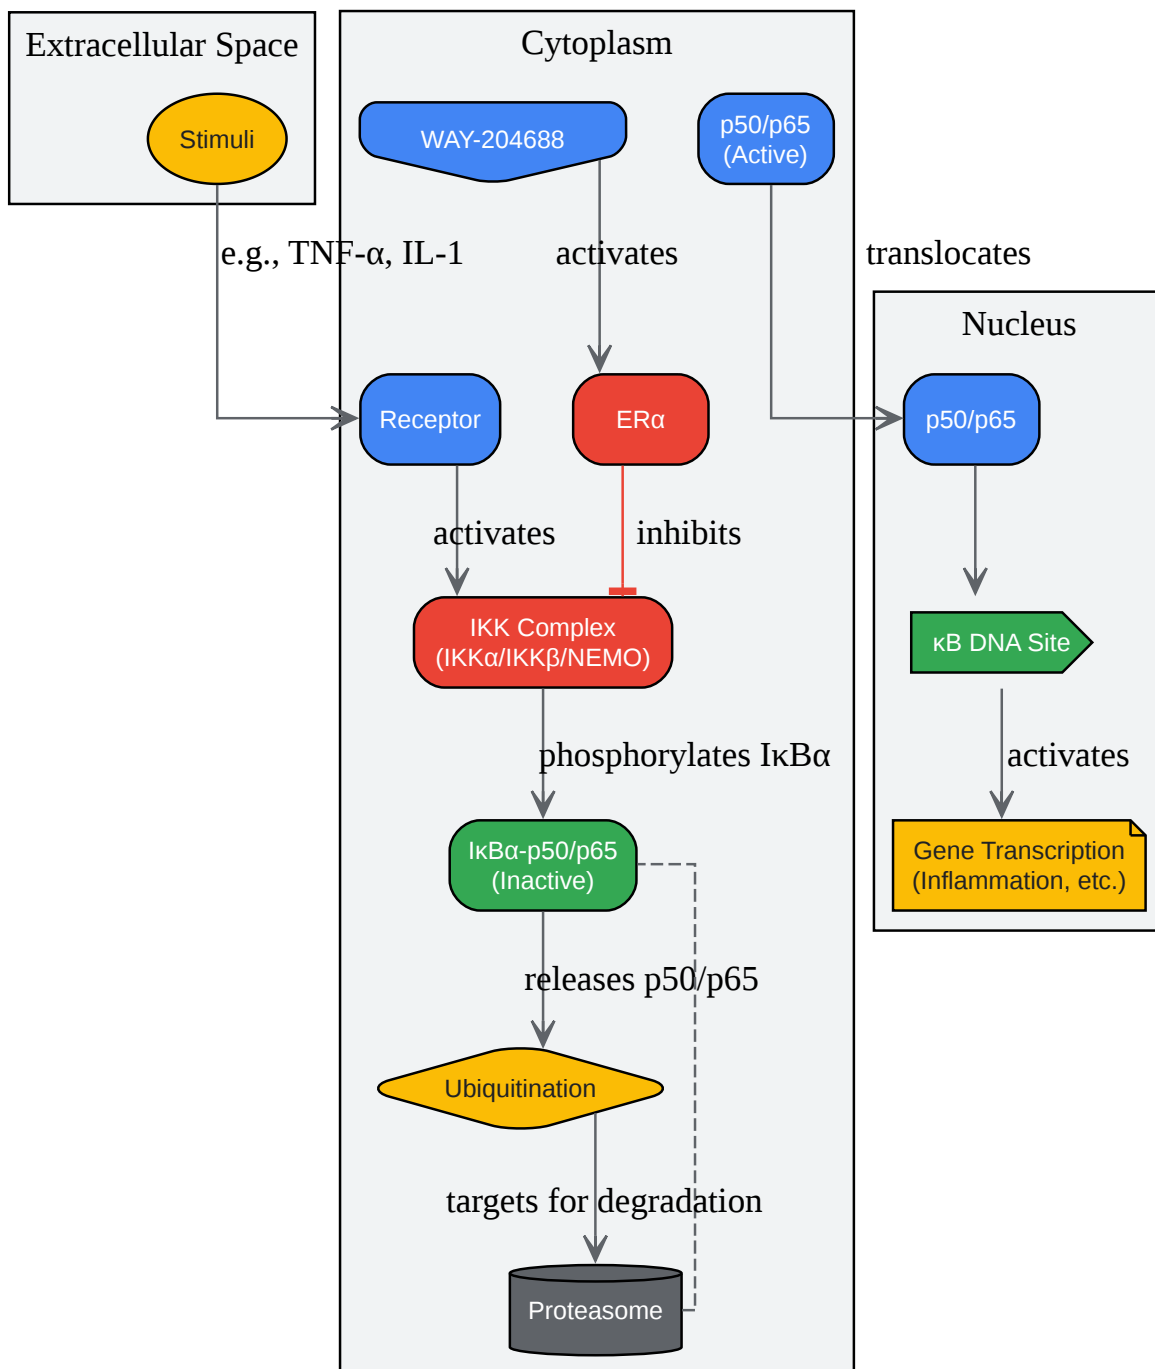 Extracellular Space
Cytoplasm
Stimuli
WAY-204688
p50/p65
(Active)
e.g., TNF-α, IL-1
activates
translocates
Nucleus
Receptor
ERα
p50/p65
activates
inhibits
IKK Complex
(IKKα/IKKβ/NEMO)
κB DNA Site
phosphorylates IκBα
activates
IκBα-p50/p65
(Inactive)
Gene Transcription
(Inflammation, etc.)
releases p50/p65
Ubiquitination
targets for degradation
Proteasome